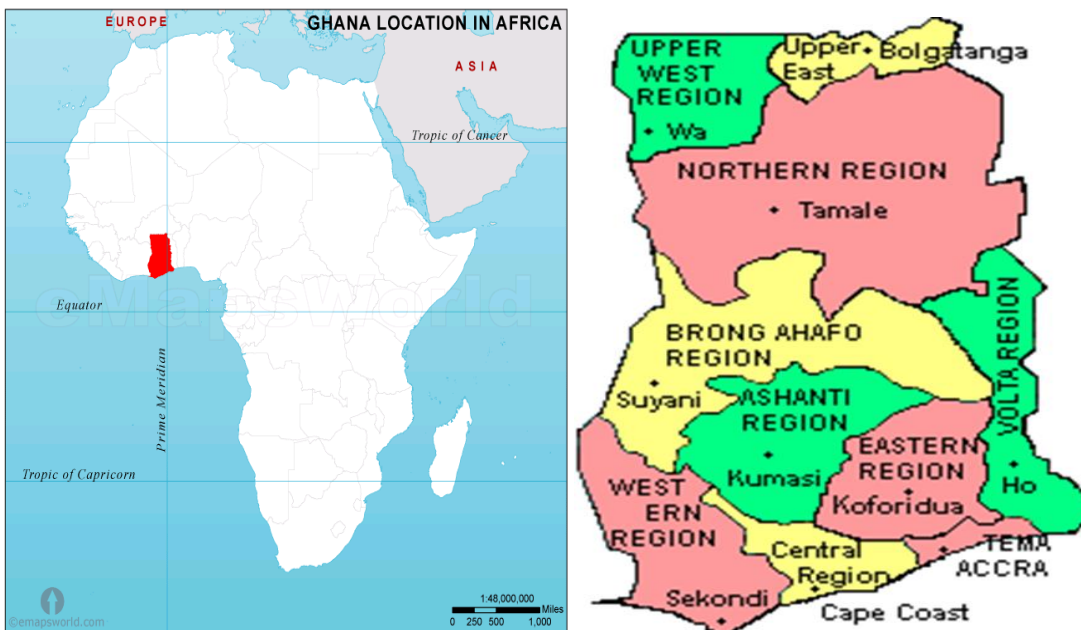 GHANA LOCATION IN AFRICA
EUROPE
ASIA
Tropic of Cancer
eMapsWorld
Equator
Prime Meridian
Tropic of Capricorn
1:48,000,000
Miles
0 250 500 1,000
©emapsworld.com
UPPER
WEST
REGION
Wa
Upper
East
Bolgatanga
NORTHERN REGION
Tamale
BRONG AHAFO
REGION
Suyani
VOLTA REGION
Ho
ASHANTI
REGION
Kumasi
EASTERN
REGION
Koforidua
WEST
ERN
REGION
Sekondi
Central
Region
Cape Coast
TEMA
ACCRA